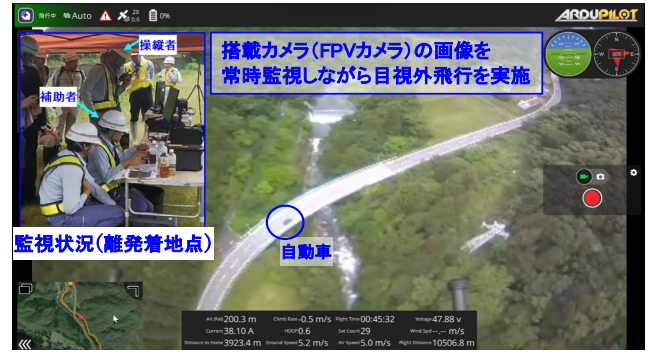 飛行中 Auto 29 0.6 0%
ARDUPILOT
操縦者
補助者
搭載カメラ(FPVカメラ)の画像を
常時監視しながら目視外飛行を実施
監視状況(離発着地点)
自動車
Alt (Rel) 200.3 m Climb Rate -0.5 m/s Flight Time 00:45:32 Voltage 47.88 v
Current 38.10 A HDOP 0.6 Sat Count 29 Wind Spd --.-- m/s
Distance to Home 3923.4 m Ground Speed 5.2 m/s Air Speed 5.0 m/s Flight Distance 10506.8 m